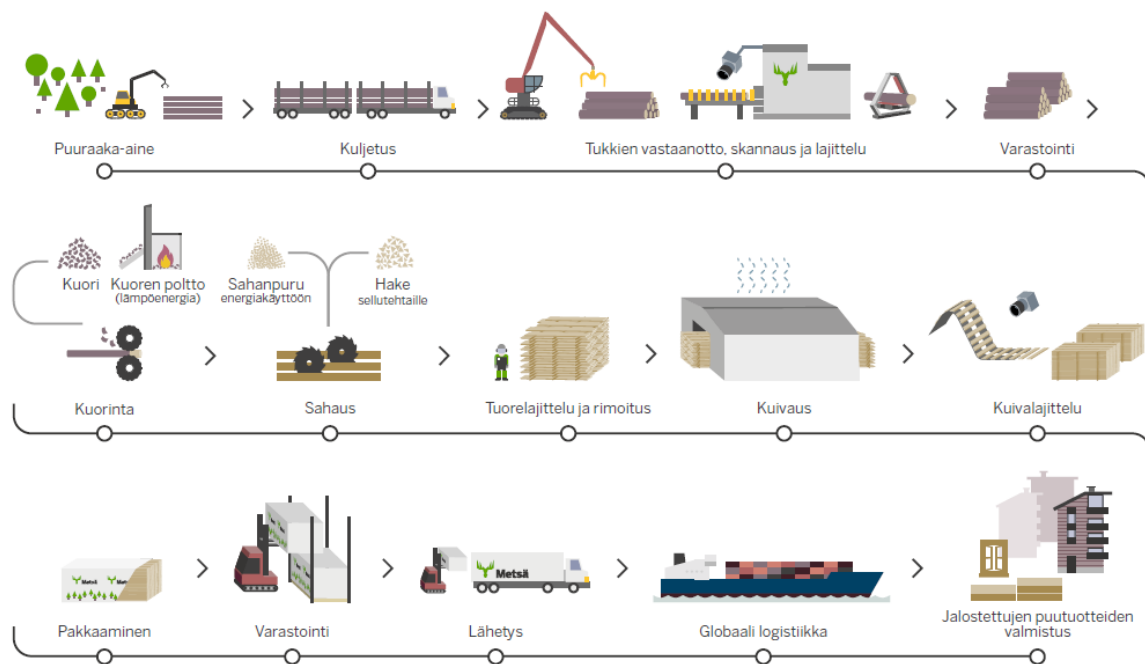 Puuraaka-aine
Kuljetus
Tukkien vastaanotto, skannaus ja lajittelu
Varastointi
Kuori
Kuoren poltto
(lämpöenergia)
Sahanpuru
energiakäyttöön
Hake
sellutehtaille
Kuorinta
Sahaus
Tuorelajittelu ja rimoitus
Kuivaus
Kuivalajittelu
Metsä
Metsä
Pakkaaminen
Varastointi
Lähetys
Globaali logistiikka
Jalostettujen puutuotteiden
valmistus